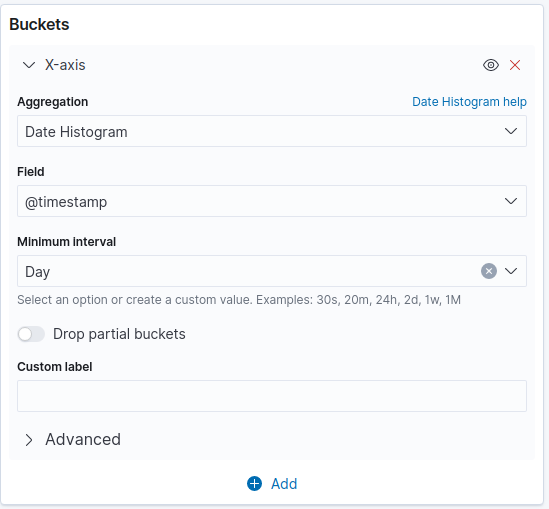 Buckets
X-axis
Aggregation
Date Histogram help
Date Histogram
Field
@timestamp
Minimum interval
Day
Select an option or create a custom value. Examples: 30s, 20m, 24h, 2d, 1w, 1M
Drop partial buckets
Custom label
Advanced
Add